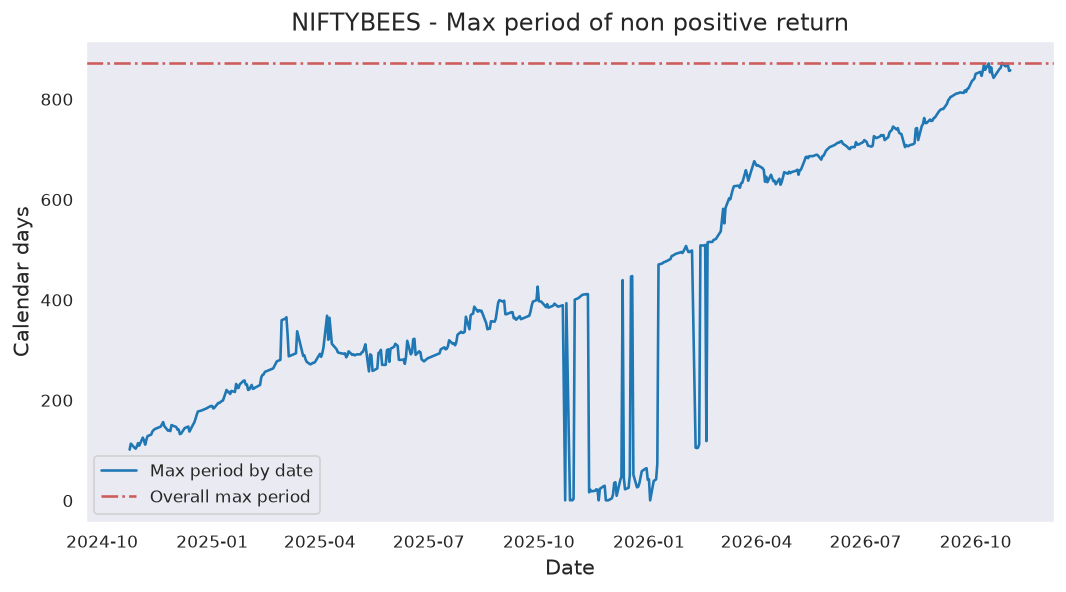 NIFTYBEES - Max period of non positive return
Calendar days
800
600
400
200
0
Max period by date
Overall max period
2024-10 2025-01 2025-04 2025-07 2025-10 2026-01 2026-04 2026-07 2026-10
Date